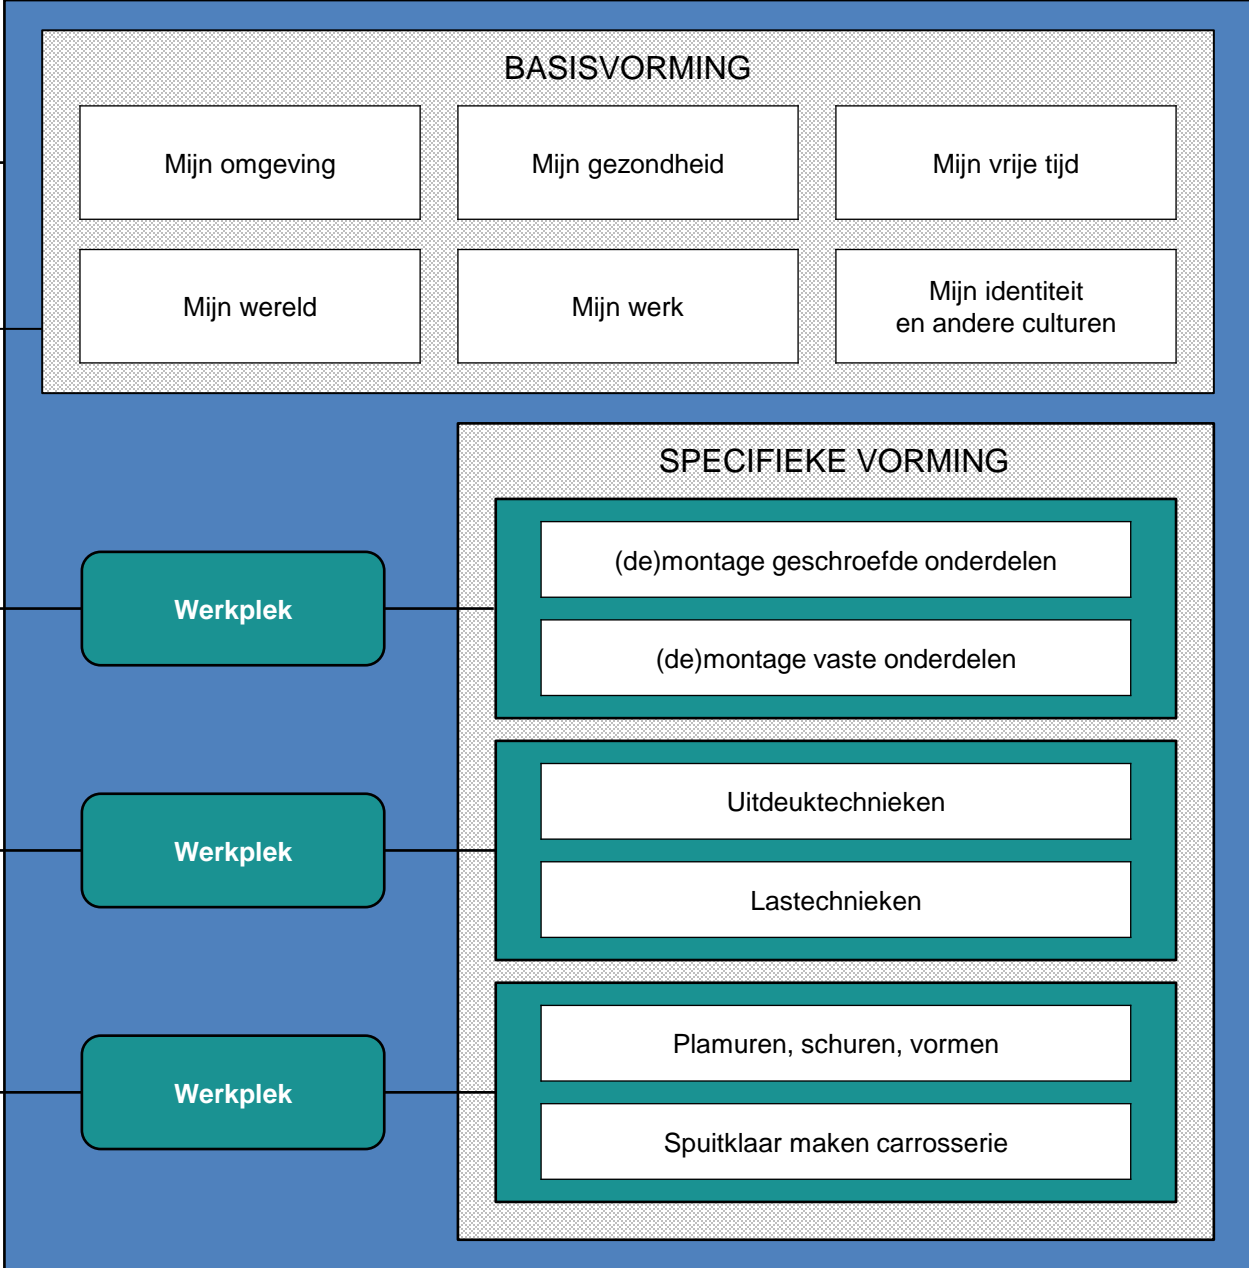 BASISVORMING
Mijn omgeving
Mijn gezondheid
Mijn vrije tijd
Mijn wereld
Mijn werk
Mijn identiteit
en andere culturen
SPECIFIEKE VORMING
Werkplek
(de)montage geschroefde onderdelen
(de)montage vaste onderdelen
Werkplek
Uitdeuktechnieken
Lastechnieken
Werkplek
Plamuren, schuren, vormen
Spuitklaar maken carrosserie